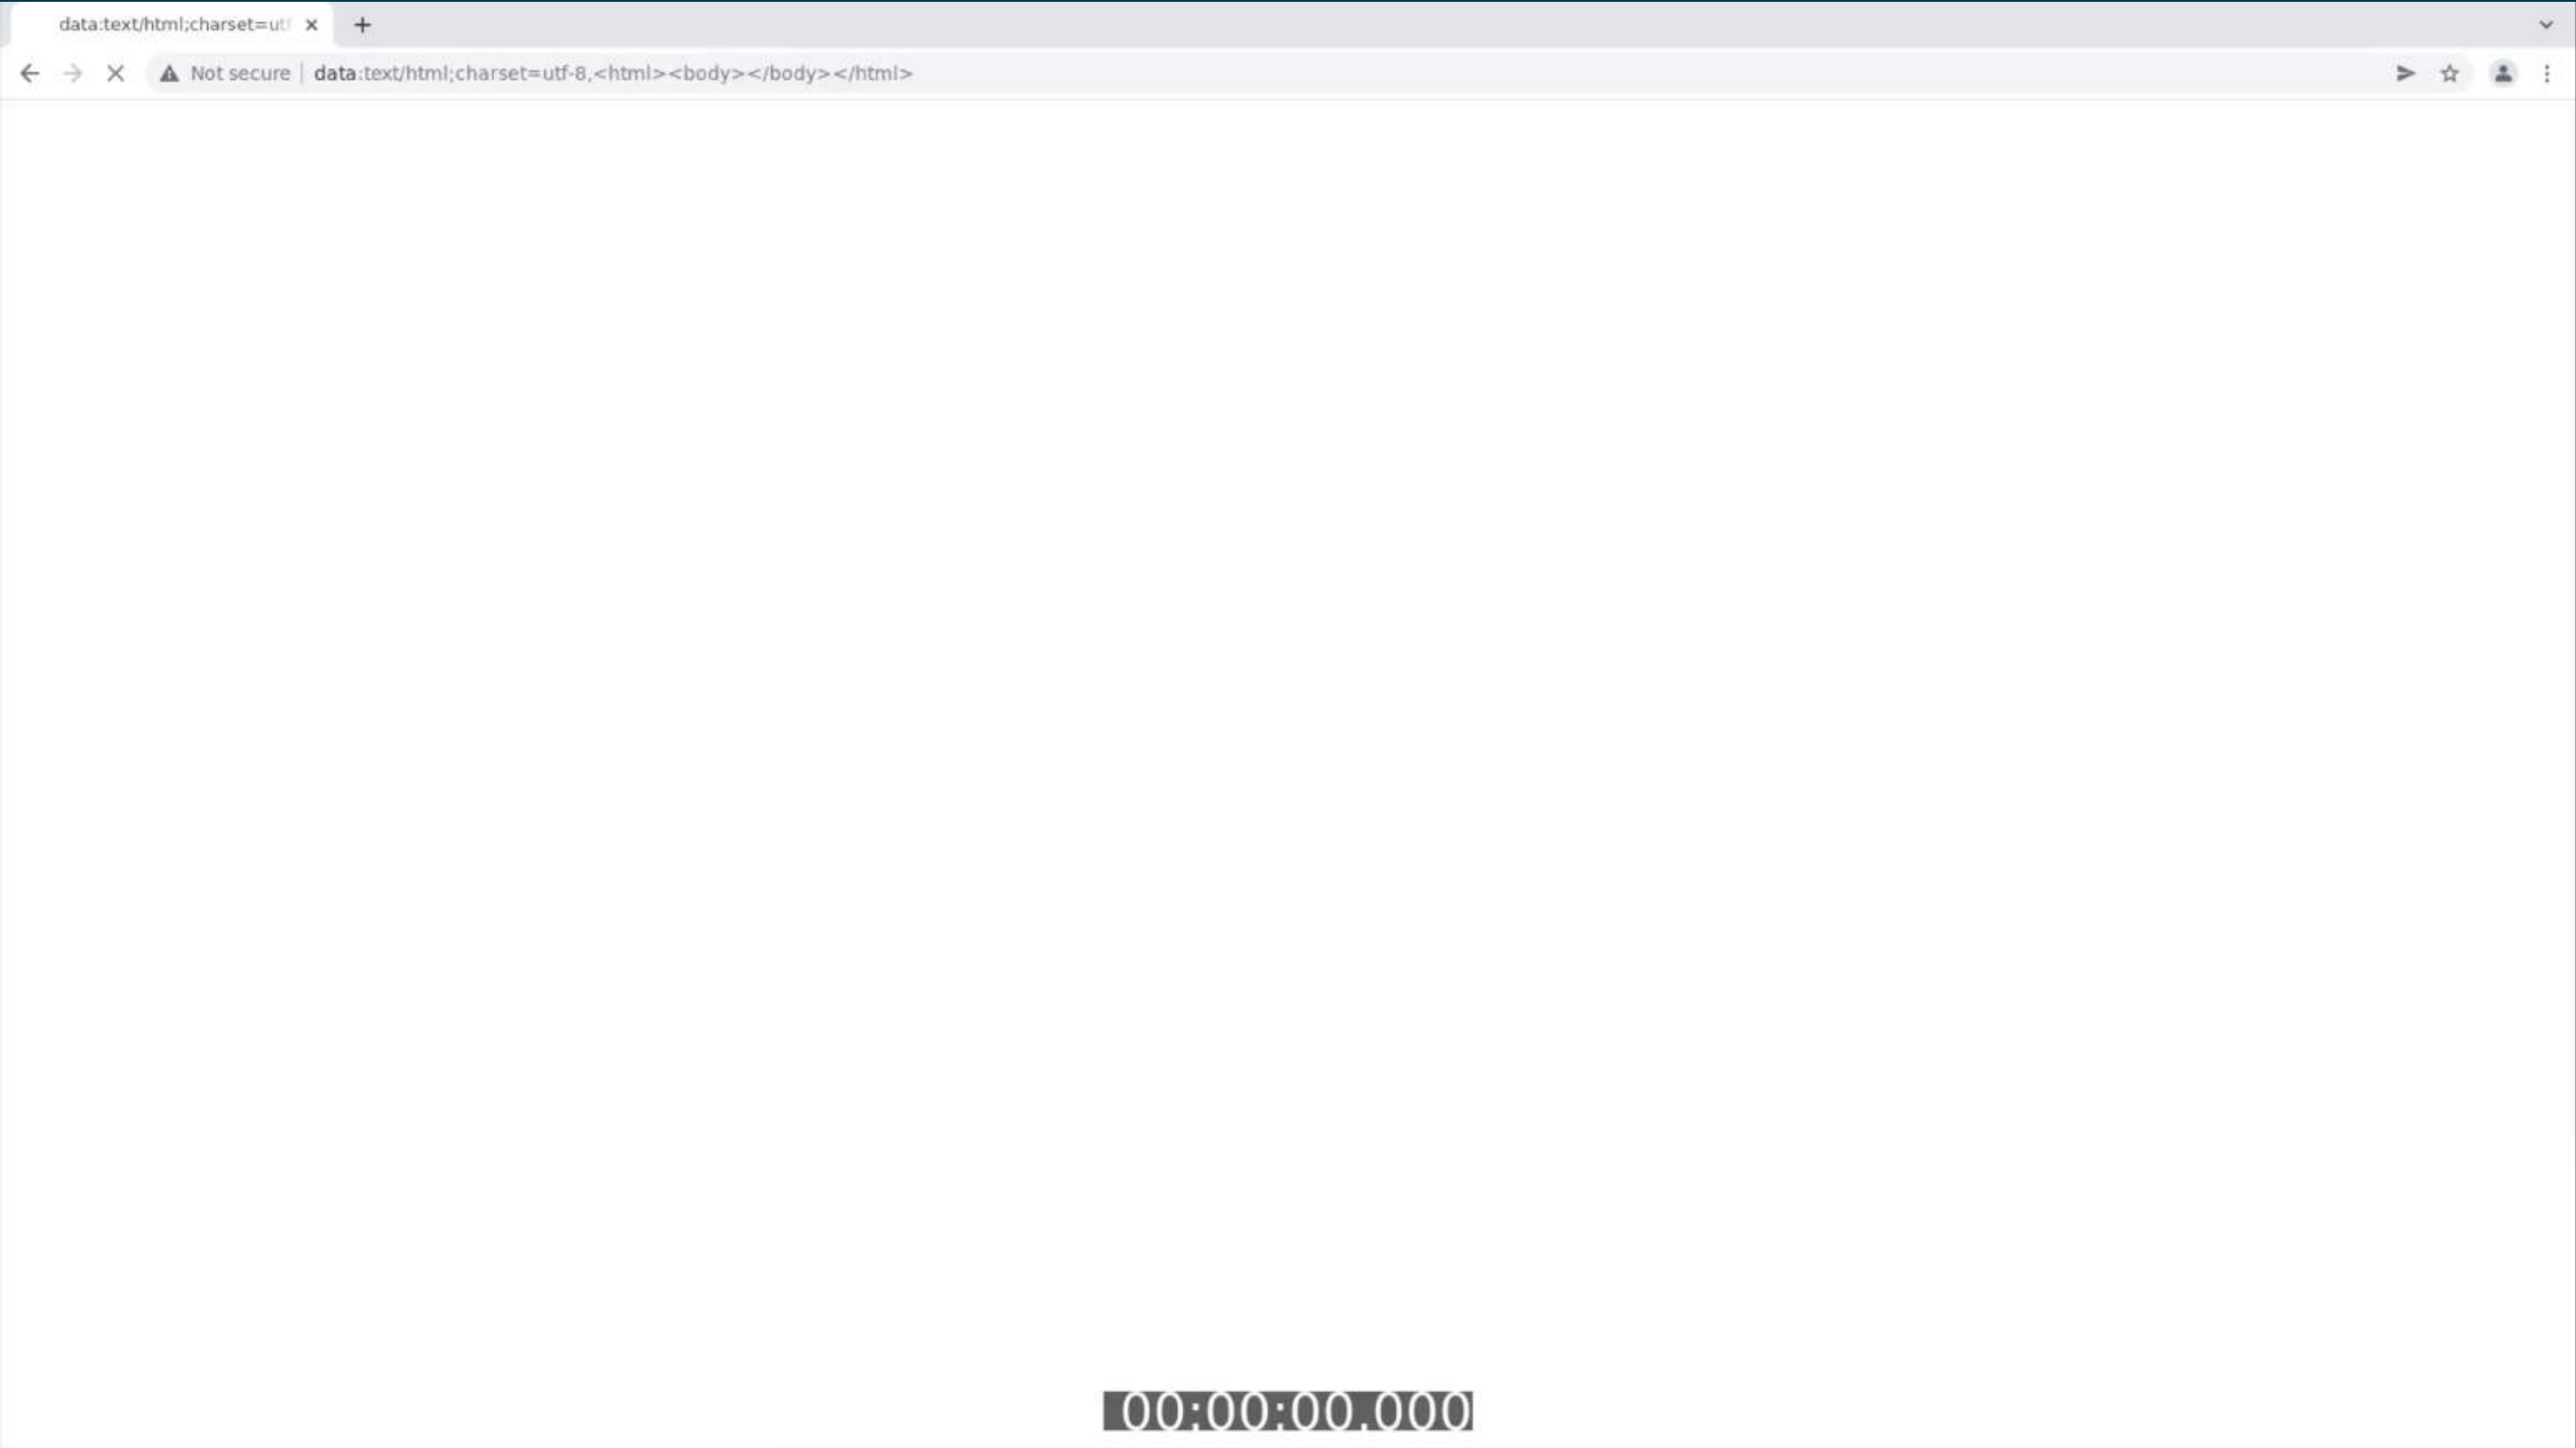 data:text/html;charset=ut
Not secure
data:text/html;charset=utf-8,<html><body></body></html>
00:00:00.000